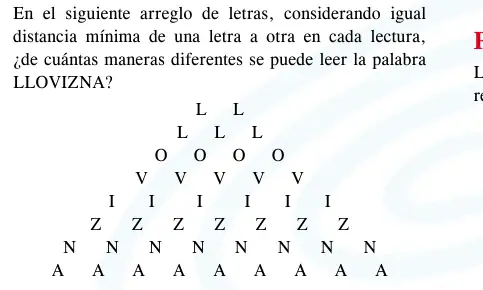 En el siguiente arreglo de letras, considerando igual
distancia mínima de una letra a otra en cada lectura,
¿de cuántas maneras diferentes se puede leer la palabra
LLOVIZNA?
L L
L L L
O O O O
V V V V V
I I I I I I
Z Z Z Z Z Z Z
N N N N N N N N
A A A A A A A A A